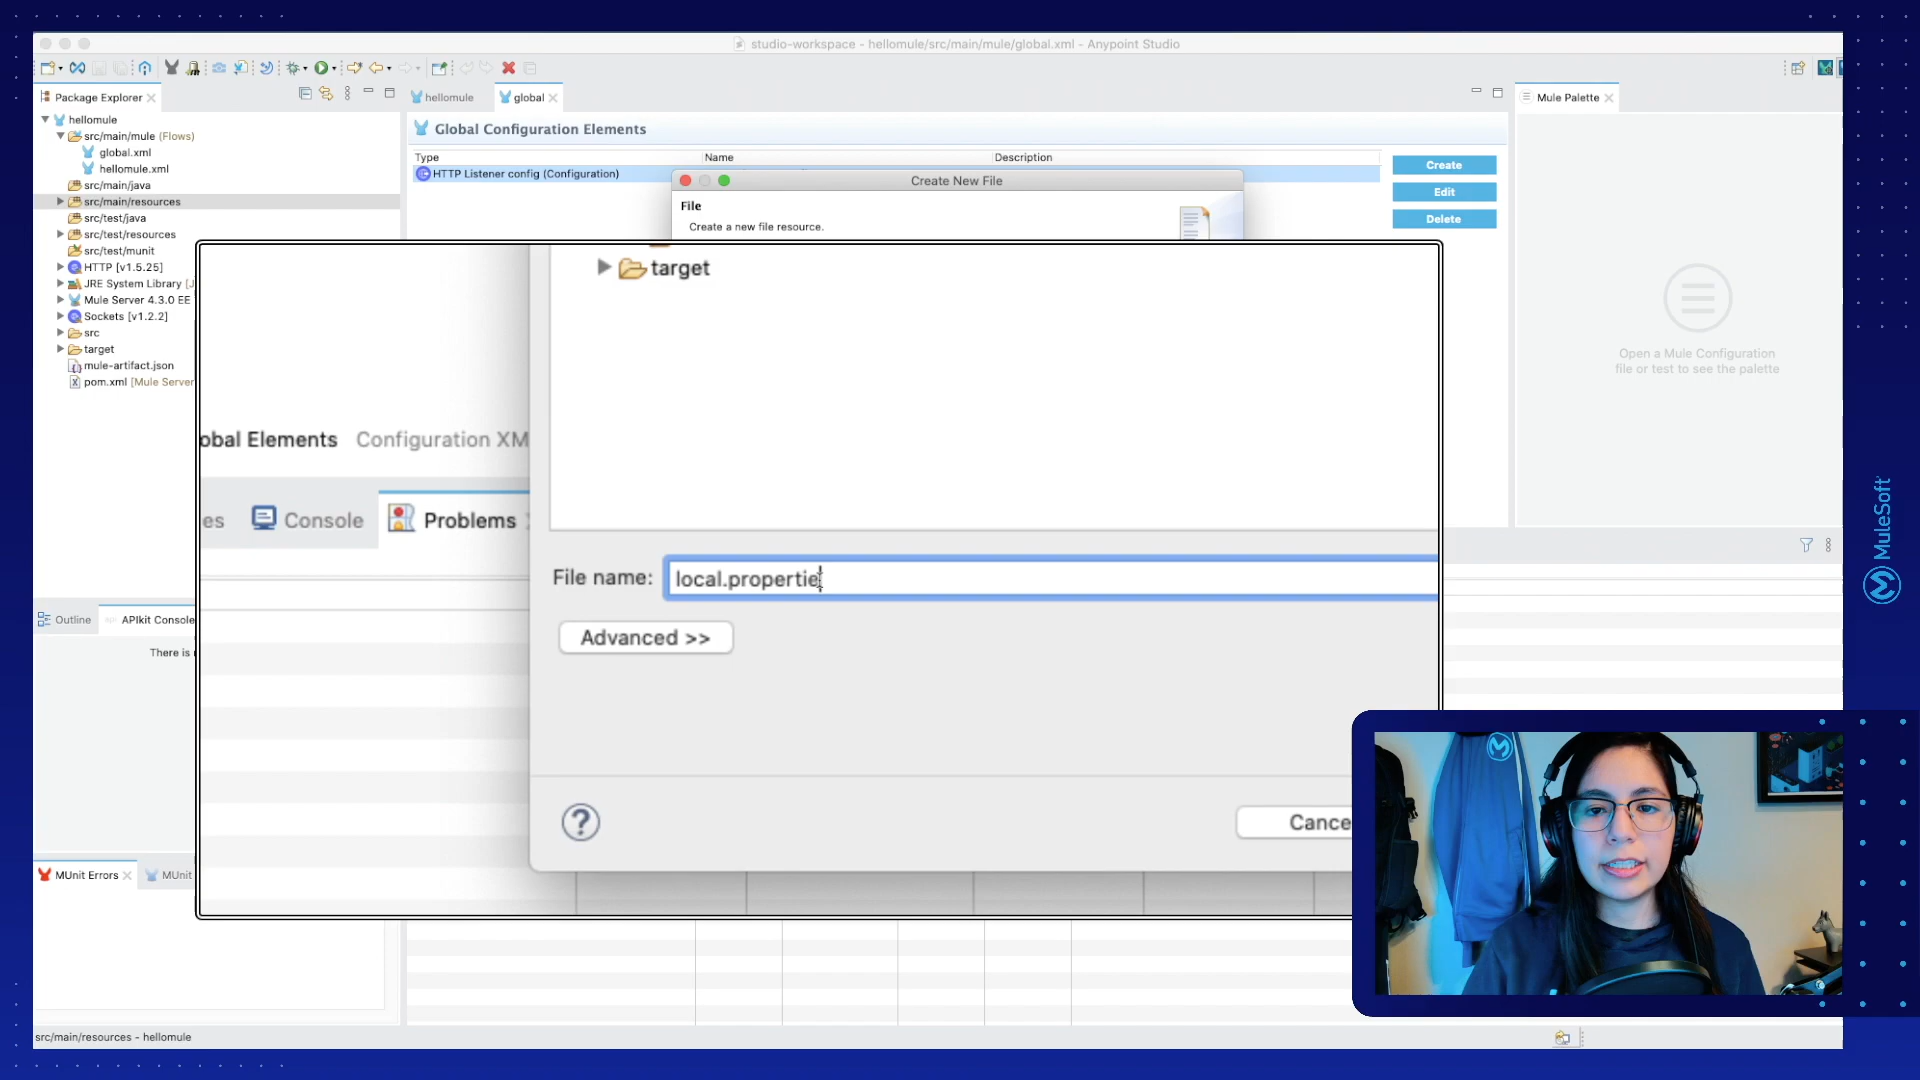 studio-workspace - hellomule/src/main/mule/global.xml - Anypoint Studio
Package Explorer
hellomule
global
Mule Palette
hellomule
src/main/mule (Flows)
global.xml
hellomule.xml
src/main/java
src/main/resources
src/test/java
src/test/resources
src/test/munit
HTTP [v1.5.25]
JRE System Library [J
Mule Server 4.3.0 EE
Sockets [v1.2.2]
src
target
mule-artifact.json
pom.xml [Mule Server
Global Configuration Elements
Type Name Description
HTTP Listener config (Configuration)
Create
Edit
Delete
Create New File
File
Create a new file resource.
target
obal Elements Configuration XM
es Console Problems
File name: local.propertie
Advanced >>
?
Cance
Open a Mule Configuration
file or test to see the palette
Outline
APIkit Console
There is
MUnit Errors
MUnit
src/main/resources - hellomule
MuleSoft